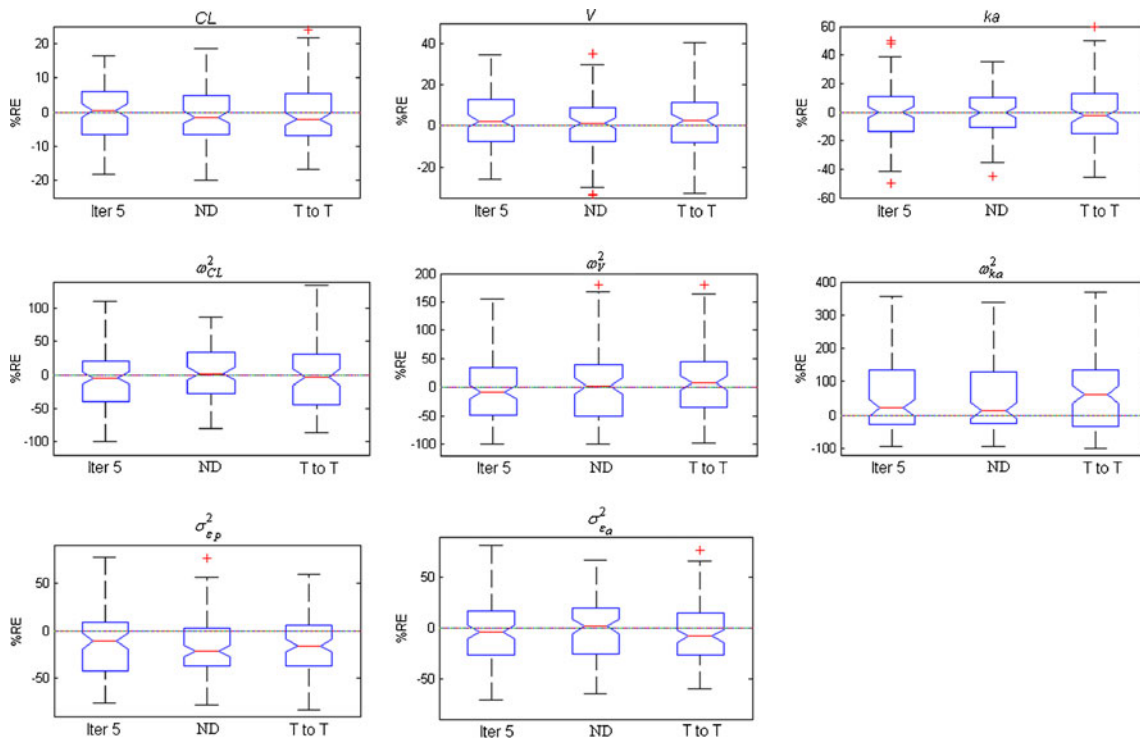 CL
V
ka
%RE
20
10
0
-10
-20
Iter 5
ND
T to T
%RE
40
20
0
-20
Iter 5
ND
T to T
%RE
60
40
20
0
-20
-40
-60
Iter 5
ND
T to T
ω²CL
ω²V
ω²ka
%RE
100
50
0
-50
-100
Iter 5
ND
T to T
%RE
200
150
100
50
0
-50
-100
Iter 5
ND
T to T
%RE
400
300
200
100
0
-100
Iter 5
ND
T to T
σ²εp
σ²εa
%RE
50
0
-50
Iter 5
ND
T to T
%RE
50
0
-50
Iter 5
ND
T to T